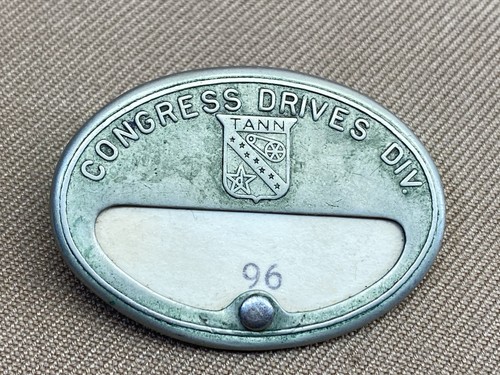 CONGRESS DRIVES DIV
TANN
96